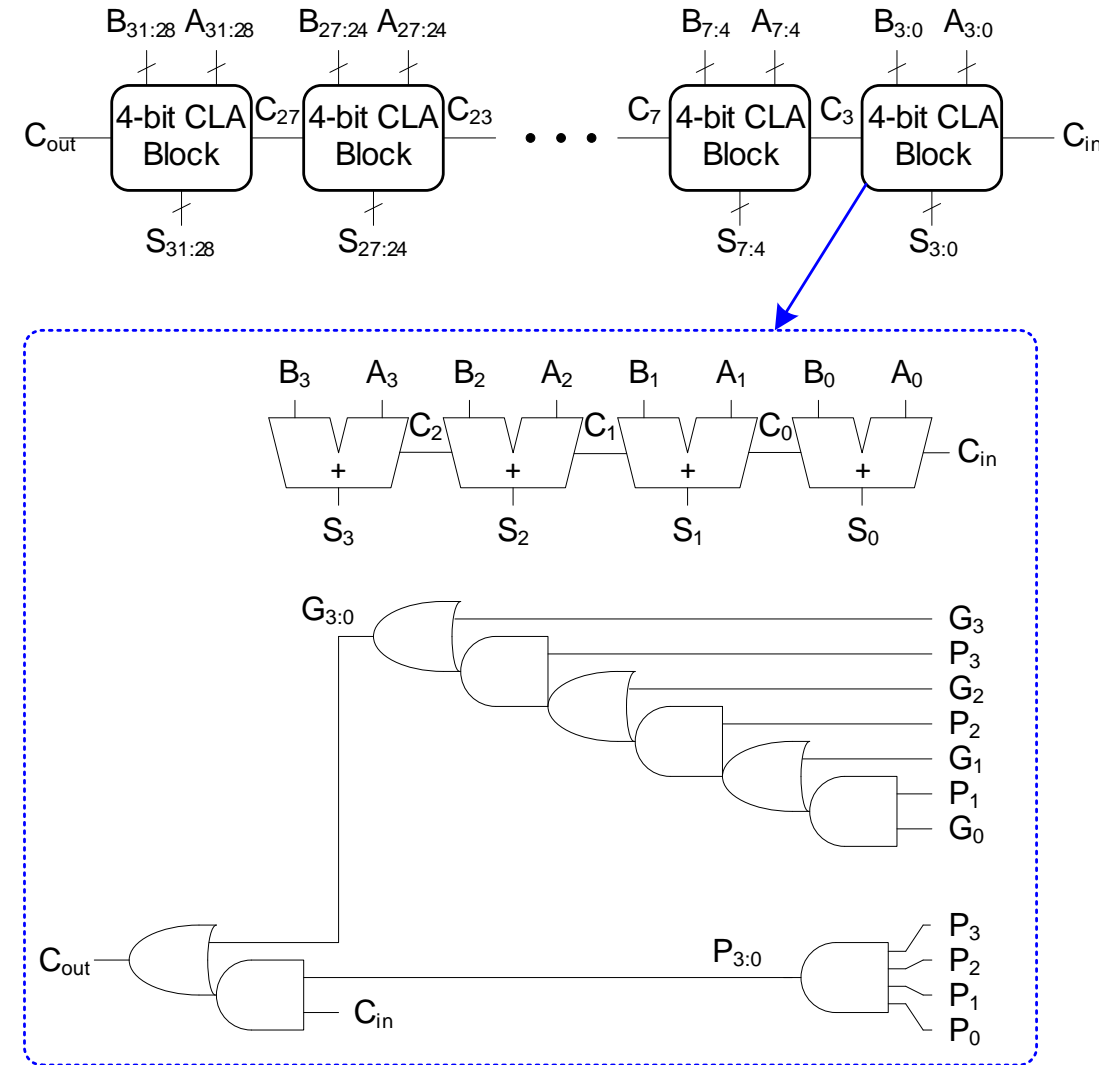 B31:28 A31:28 B27:24 A27:24 B7:4 A7:4 B3:0 A3:0
Cout 4-bit CLA Block C27 4-bit CLA Block C23 • • • C7 4-bit CLA Block C3 4-bit CLA Block Cin
S31:28 S27:24 S7:4 S3:0
B3 A3 B2 A2 B1 A1 B0 A0
C2 C1 C0 Cin
+ + + +
S3 S2 S1 S0
G3:0
G3
P3
G2
P2
G1
P1
G0
Cout
P3:0
Cin
P3
P2
P1
P0